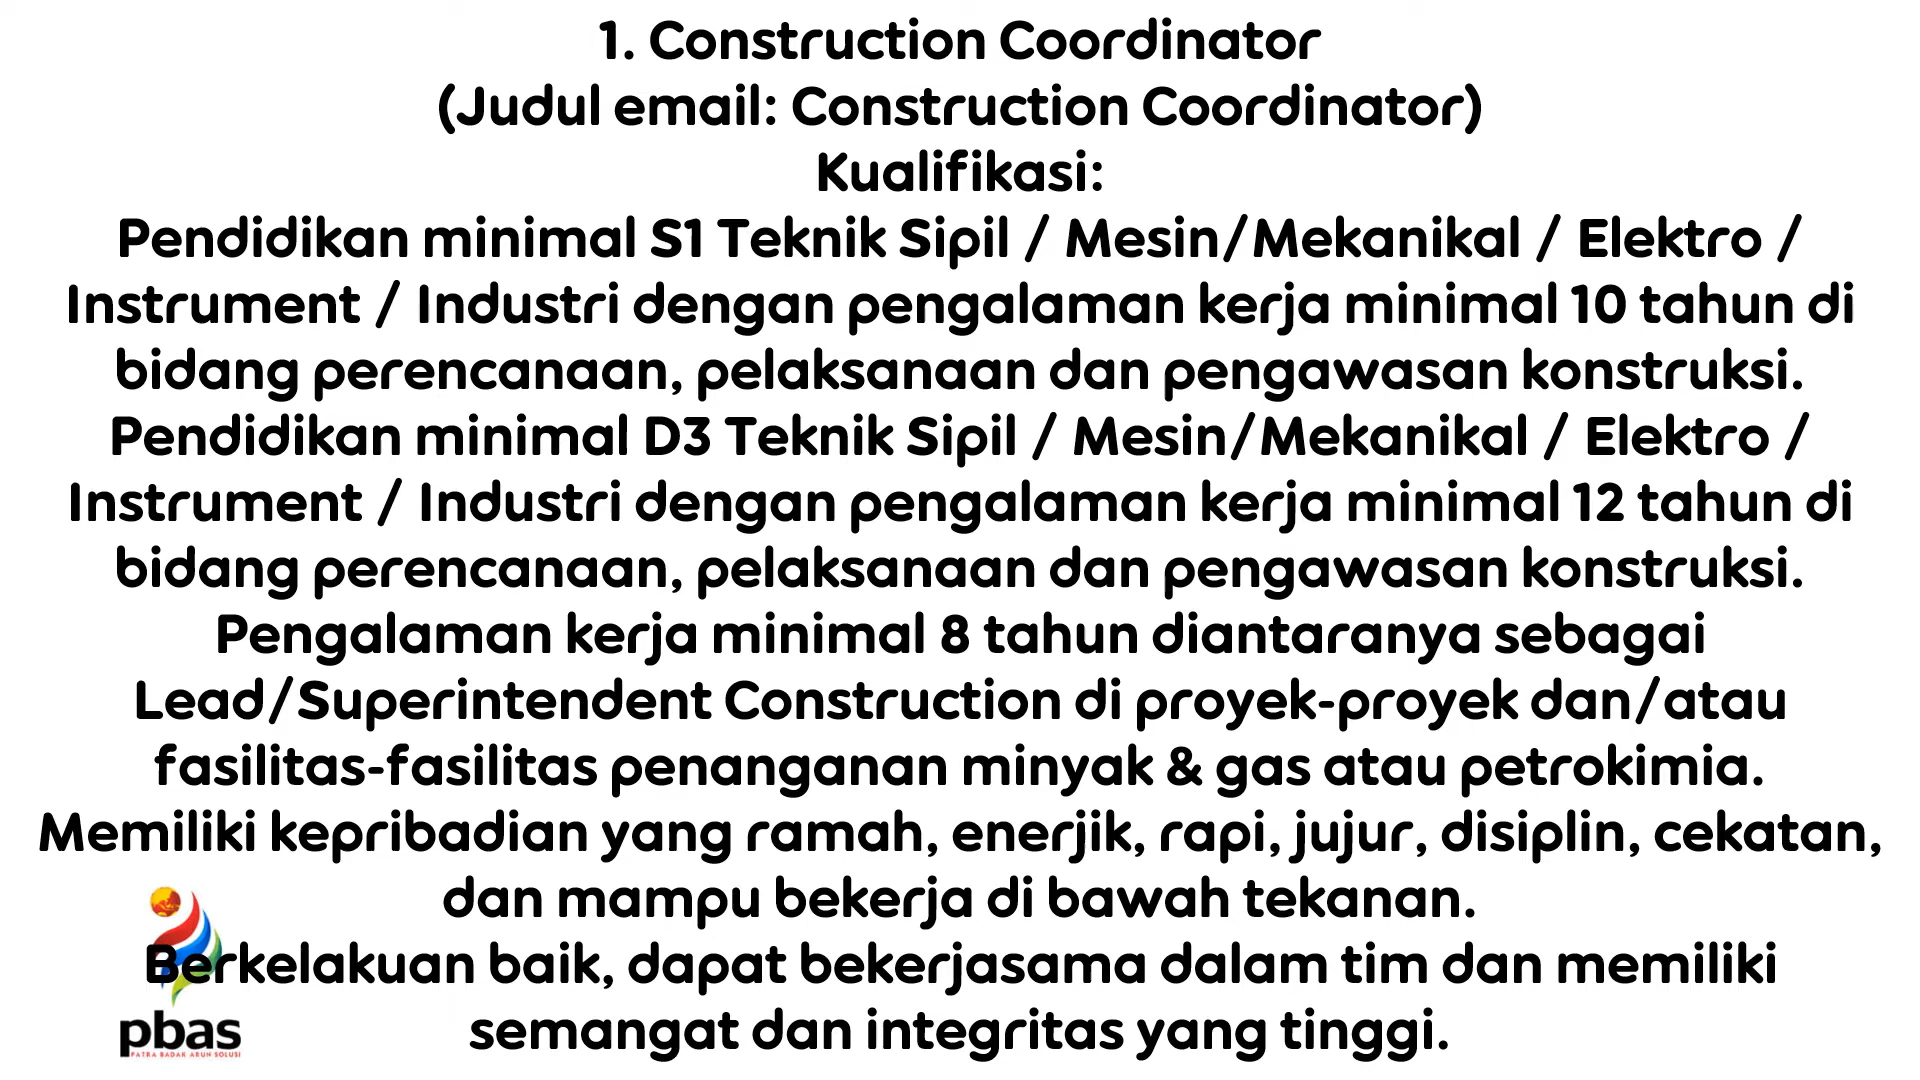 1. Construction Coordinator
(Judul email: Construction Coordinator)
Kualifikasi:
Pendidikan minimal S1 Teknik Sipil / Mesin/Mekanikal / Elektro /
Instrument / Industri dengan pengalaman kerja minimal 10 tahun di
bidang perencanaan, pelaksanaan dan pengawasan konstruksi.
Pendidikan minimal D3 Teknik Sipil / Mesin/Mekanikal / Elektro /
Instrument / Industri dengan pengalaman kerja minimal 12 tahun di
bidang perencanaan, pelaksanaan dan pengawasan konstruksi.
Pengalaman kerja minimal 8 tahun diantaranya sebagai
Lead/Superintendent Construction di proyek-proyek dan/atau
fasilitas-fasilitas penanganan minyak & gas atau petrokimia.
Memiliki kepribadian yang ramah, enerjik, rapi, jujur, disiplin, cekatan,
dan mampu bekerja di bawah tekanan.
Berkelakuan baik, dapat bekerjasama dalam tim dan memiliki
semangat dan integritas yang tinggi.
pbas
PATRA BADAK ARUN SOLUSI